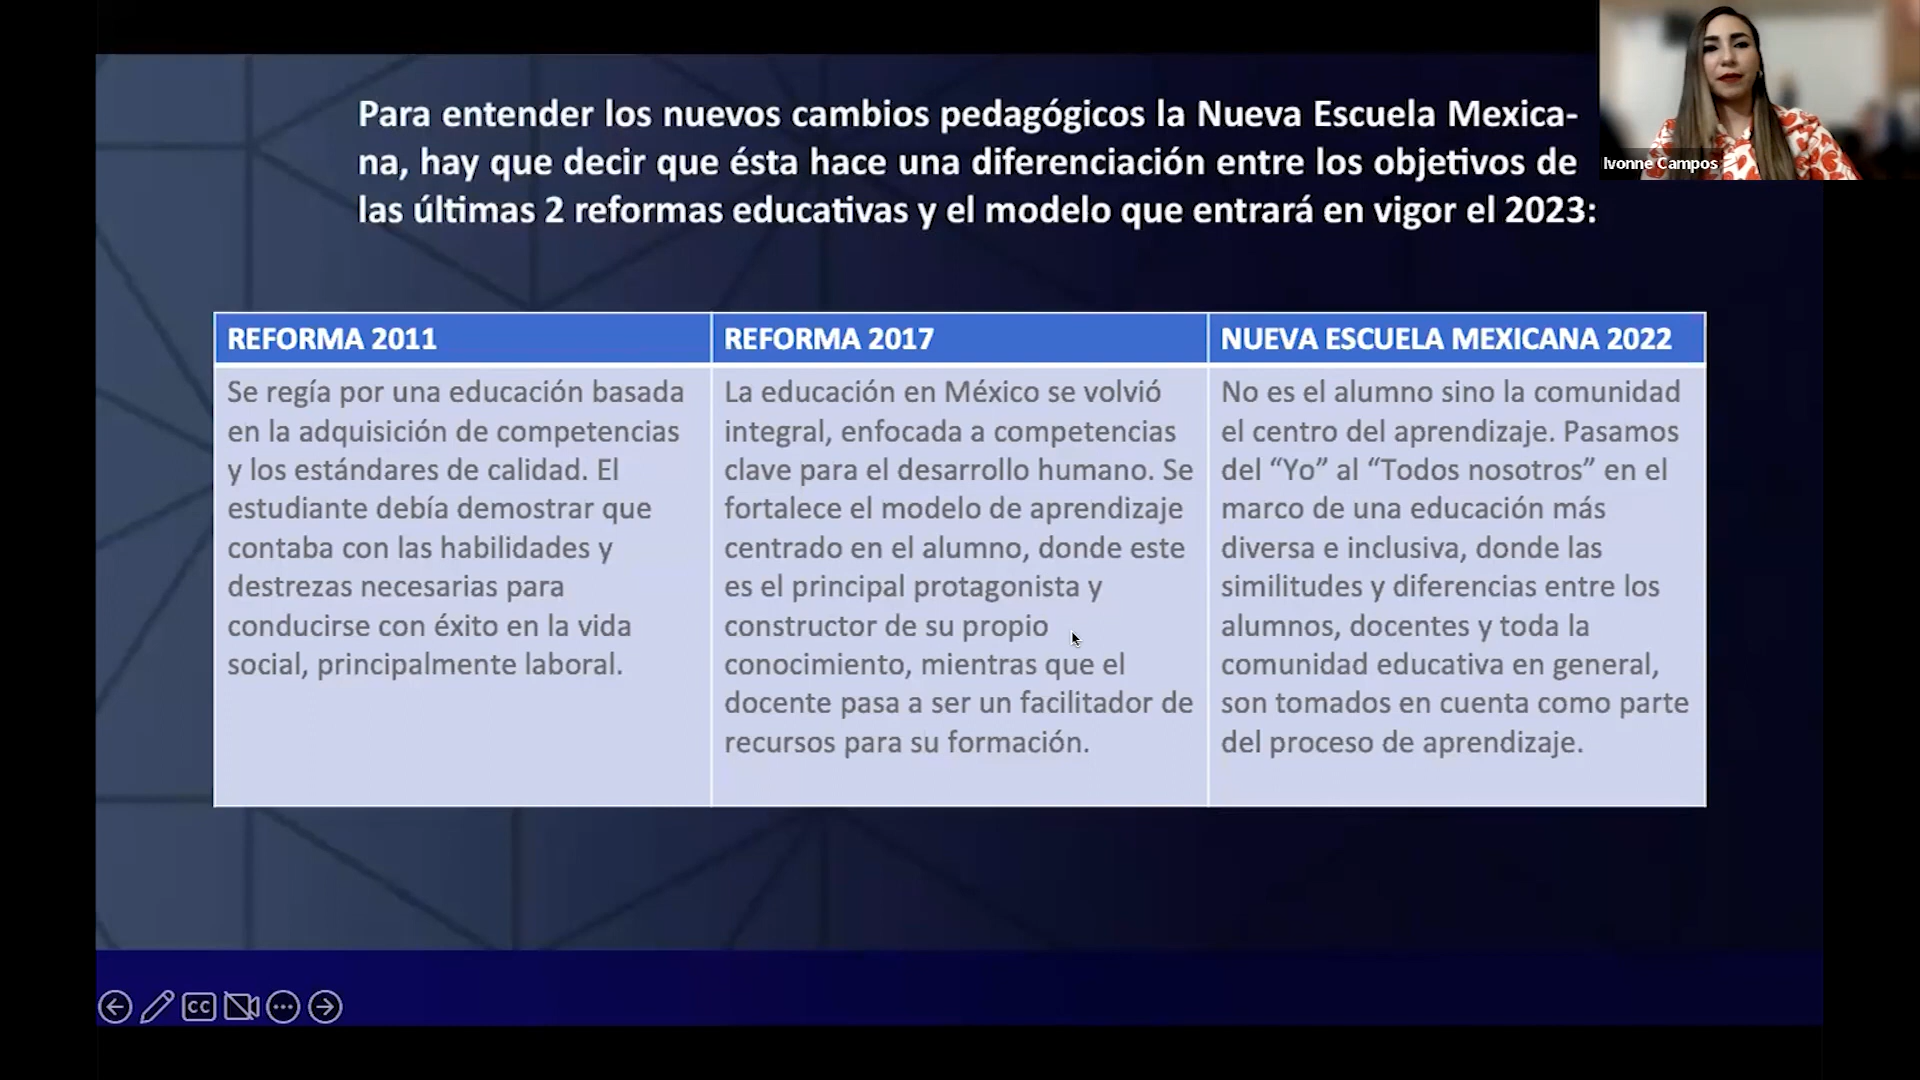 Para entender los nuevos cambios pedagógicos la Nueva Escuela Mexica-
na, hay que decir que ésta hace una diferenciación entre los objetivos de
las últimas 2 reformas educativas y el modelo que entrará en vigor el 2023:
Ivonne Campos
REFORMA 2011
Se regía por una educación basada
en la adquisición de competencias
y los estándares de calidad. El
estudiante debía demostrar que
contaba con las habilidades y
destrezas necesarias para
conducirse con éxito en la vida
social, principalmente laboral.
REFORMA 2017
La educación en México se volvió
integral, enfocada a competencias
clave para el desarrollo humano. Se
fortalece el modelo de aprendizaje
centrado en el alumno, donde este
es el principal protagonista y
constructor de su propio
conocimiento, mientras que el
docente pasa a ser un facilitador de
recursos para su formación.
NUEVA ESCUELA MEXICANA 2022
No es el alumno sino la comunidad
el centro del aprendizaje. Pasamos
del “Yo” al “Todos nosotros” en el
marco de una educación más
diversa e inclusiva, donde las
similitudes y diferencias entre los
alumnos, docentes y toda la
comunidad educativa en general,
son tomados en cuenta como parte
del proceso de aprendizaje.
CC